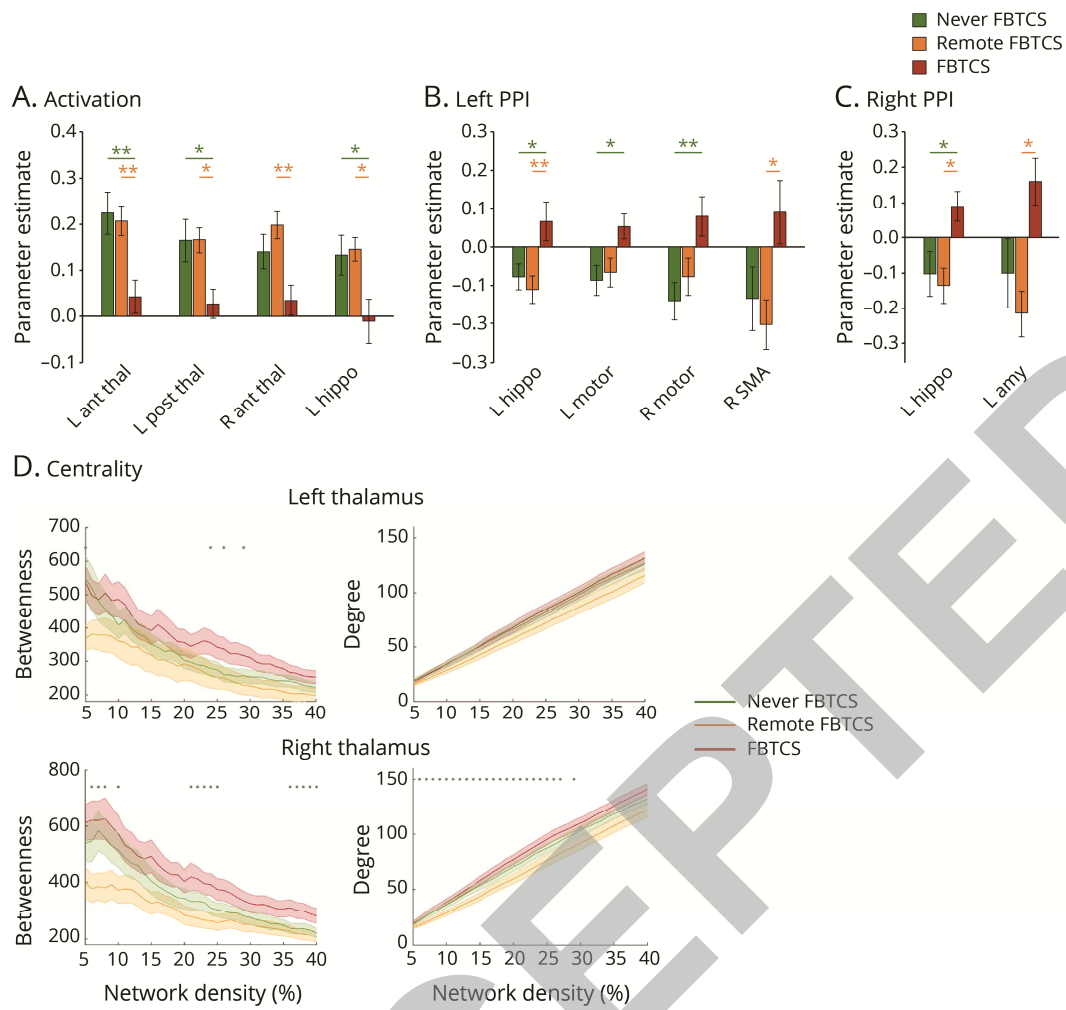 Never FBTCS
Remote FBTCS
FBTCS
A. Activation
Parameter estimate
0.4
0.3
0.2
0.1
0.0
–0.1
** * *
** * ** *
L ant thal
L post thal
R ant thal
L hippo
B. Left PPI
Parameter estimate
0.3
0.2
0.1
0.0
–0.1
–0.3
–0.3
* * **
** *
L hippo
L motor
R motor
R SMA
C. Right PPI
Parameter estimate
0.3
0.2
0.1
0.0
–0.1
–0.2
–0.3
* *
*
L hippo
L amy
D. Centrality
Left thalamus
Betweenness
700
600
500
400
300
200
5 10 15 20 25 30 35 40
Degree
150
100
50
0
5 10 15 20 25 30 35 40
Never FBTCS
Remote FBTCS
FBTCS
Right thalamus
Betweenness
800
600
400
200
5 10 15 20 25 30 35 40
Network density (%)
Degree
150
100
50
0
5 10 15 20 25 30 35 40
Network density (%)
CEPTED